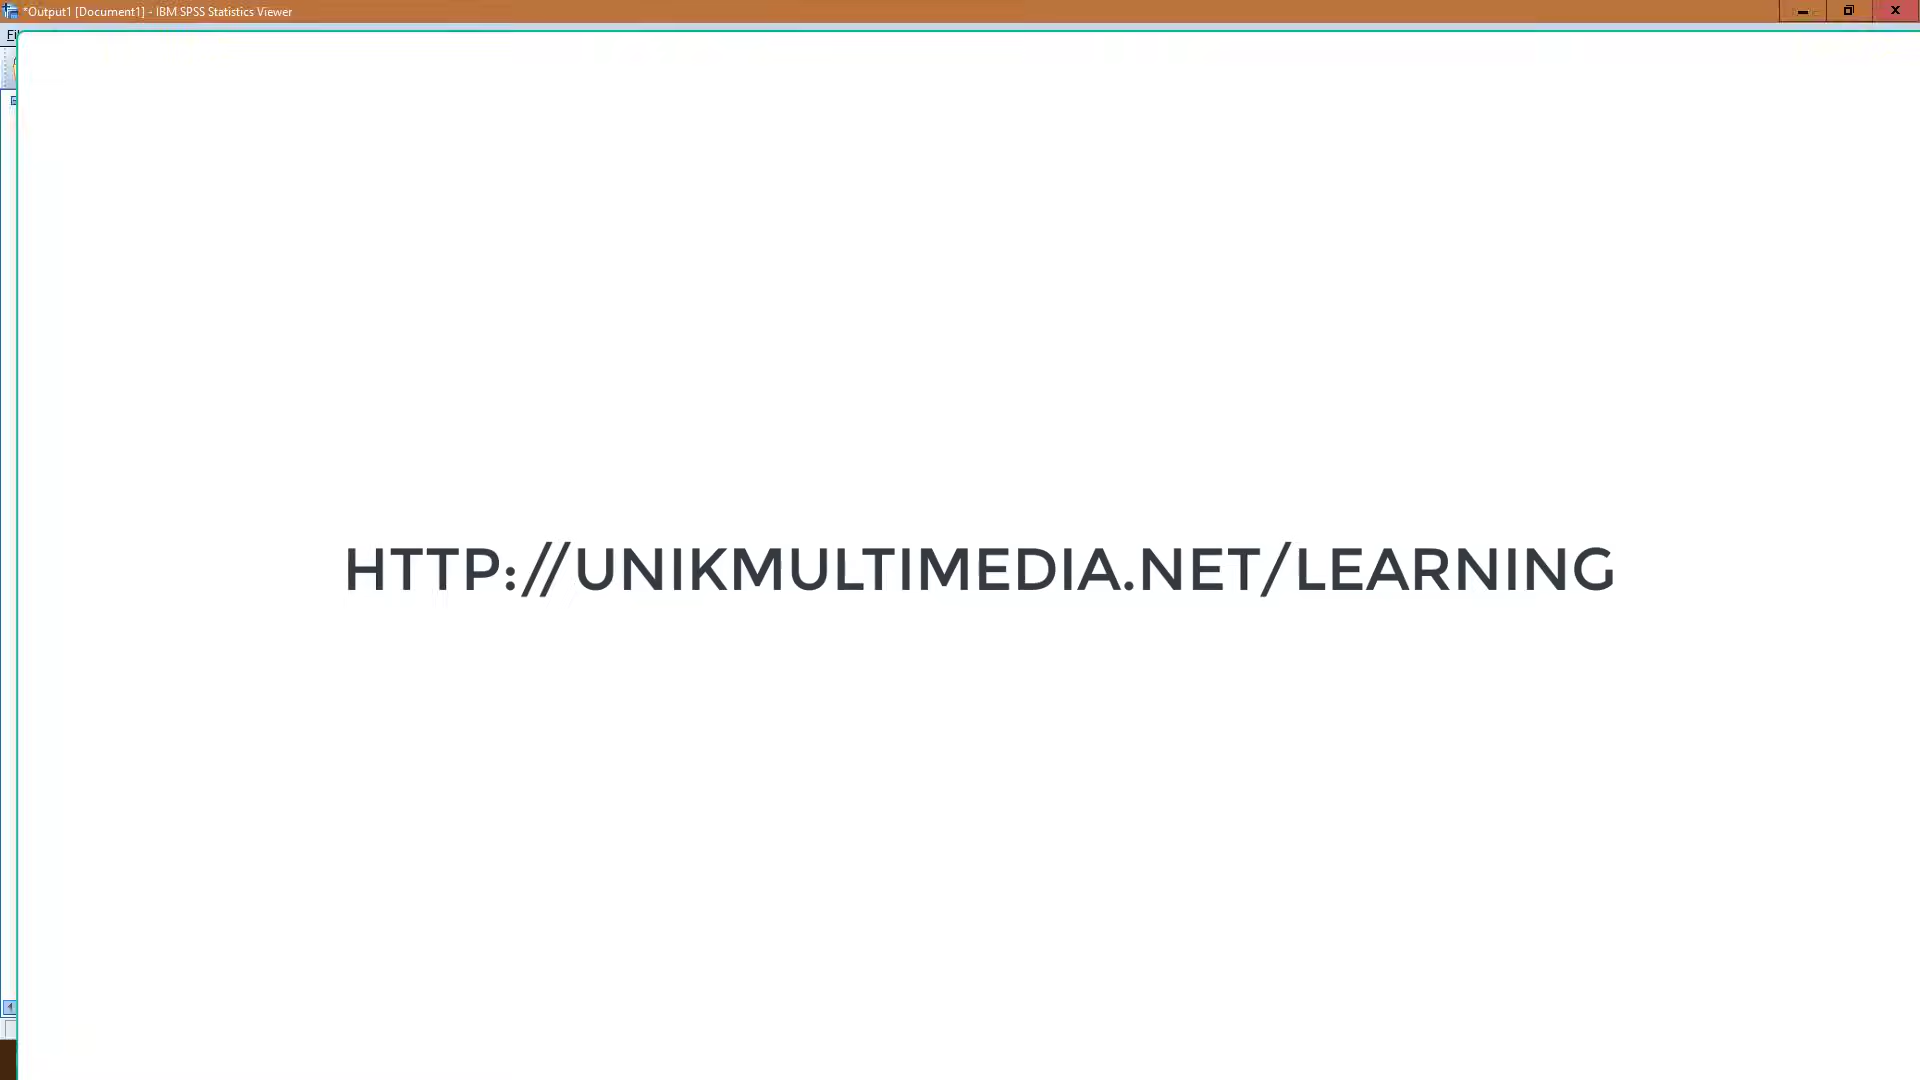 *Output1 [Document1] - IBM SPSS Statistics Viewer
HTTP://UNIKMULTIMEDIA.NET/LEARNING